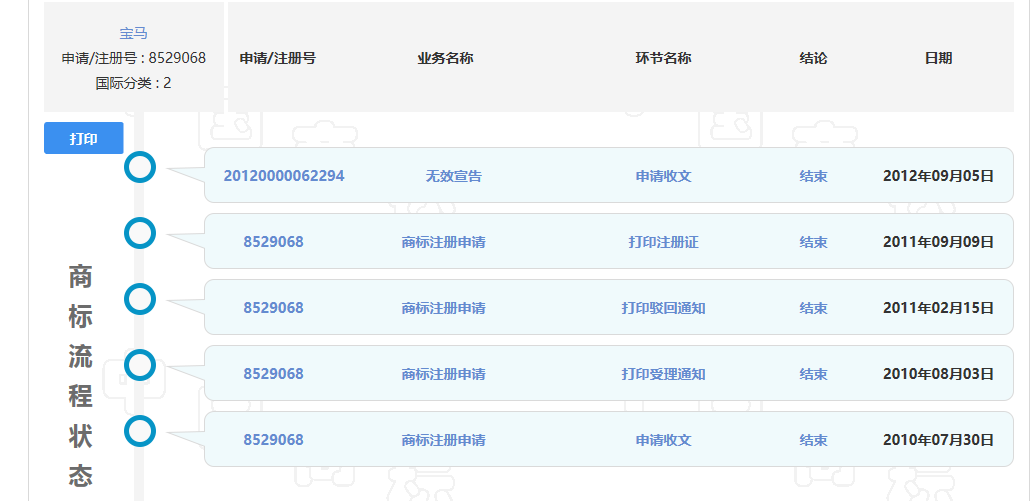 宝马
申请/注册号 : 8529068
国际分类 : 2
申请/注册号 业务名称 环节名称 结论 日期
打印
20120000062294 无效宣告 申请收文 结束 2012年09月05日
8529068 商标注册申请 打印注册证 结束 2011年09月09日
8529068 商标注册申请 打印驳回通知 结束 2011年02月15日
8529068 商标注册申请 打印受理通知 结束 2010年08月03日
8529068 商标注册申请 申请收文 结束 2010年07月30日
商
标
流
程
状
态